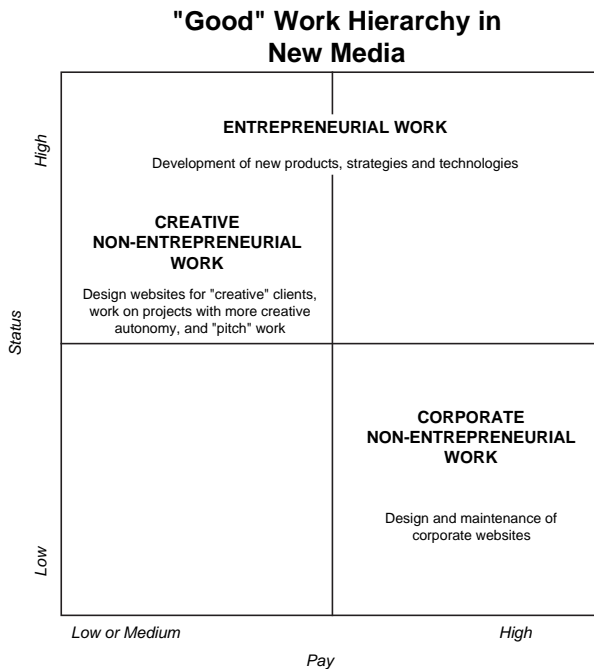 "Good" Work Hierarchy in
New Media
High
ENTREPRENEURIAL WORK
Development of new products, strategies and technologies
CREATIVE
NON-ENTREPRENEURIAL
WORK
Design websites for "creative" clients,
work on projects with more creative
autonomy, and "pitch" work
Status
CORPORATE
NON-ENTREPRENEURIAL
WORK
Design and maintenance of
corporate websites
Low
Low or Medium
High
Pay